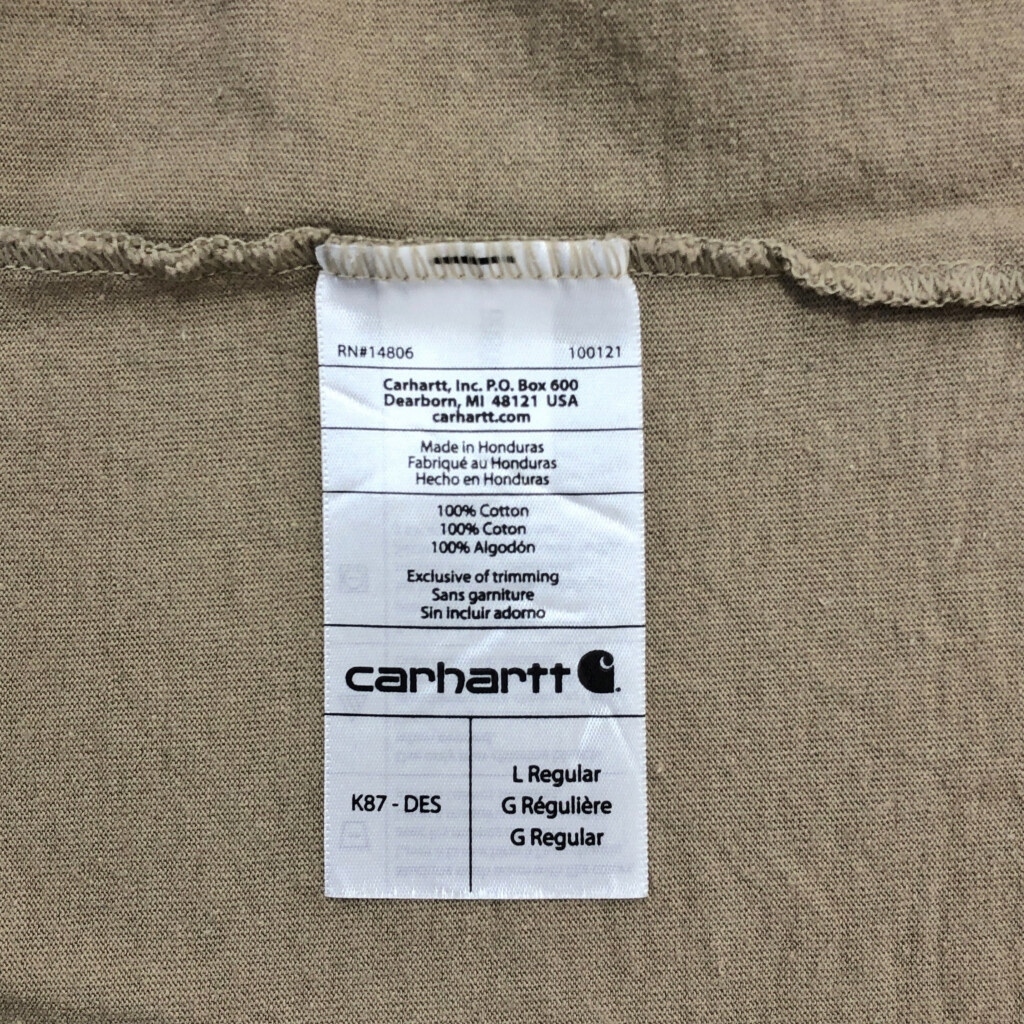 RN#14806 100121
Carhartt, Inc. P.O. Box 600
Dearborn, MI 48121 USA
carhartt.com
Made in Honduras
Fabriqué au Honduras
Hecho en Honduras
100% Cotton
100% Coton
100% Algodón
Exclusive of trimming
Sans garniture
Sin incluir adorno
carhartt
K87 - DES
L Regular
G Régulière
G Regular